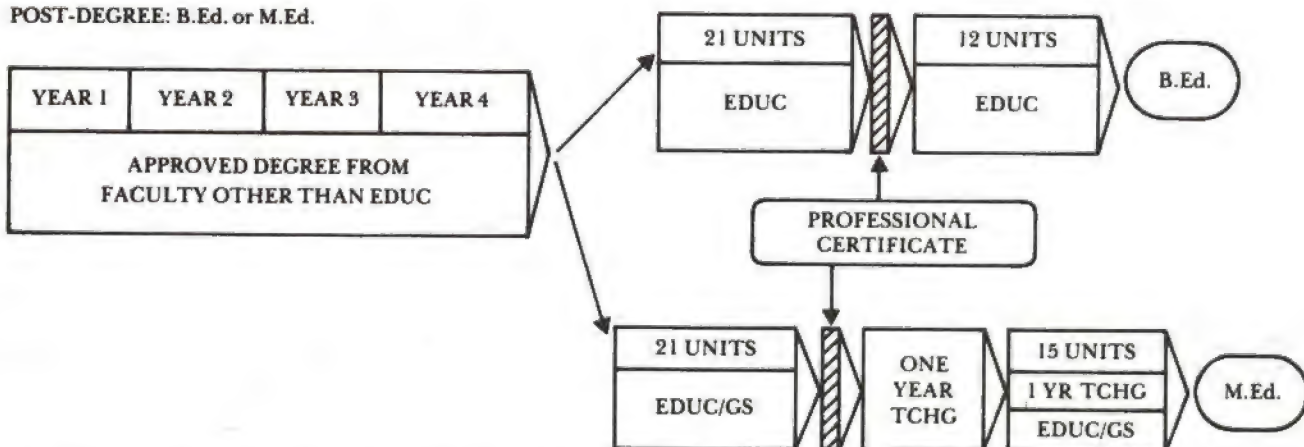 POST-DEGREE: B.Ed. or M.Ed.
YEAR 1
YEAR 2
YEAR 3
YEAR 4
APPROVED DEGREE FROM
FACULTY OTHER THAN EDUC
21 UNITS
EDUC
12 UNITS
EDUC
B.Ed.
PROFESSIONAL
CERTIFICATE
21 UNITS
EDUC/GS
ONE
YEAR
TCHG
15 UNITS
1 YR TCHG
EDUC/GS
M.Ed.